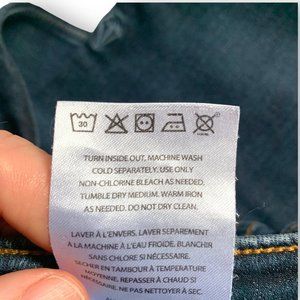 30
TURN INSIDE OUT. MACHINE WASH
COLD SEPARATELY. USE ONLY
NON-CHLORINE BLEACH AS NEEDED,
TUMBLE DRY MEDIUM. WARM IRON
AS NEEDED. DO NOT DRY CLEAN.
LAVER À L'ENVERS. LAVER SEPAREMENT
À LA MACHINE À L'EAU FROIDE. BLANCHIR
SANS CHLORE SI NÉCESSAIRE.
SÉCHER EN TAMBOUR À TEMPÉRATURE
MOYENNE. REPASSER À CHAUD SI
NÉCESSAIRE. NE PAS NETTOYER À SEC.